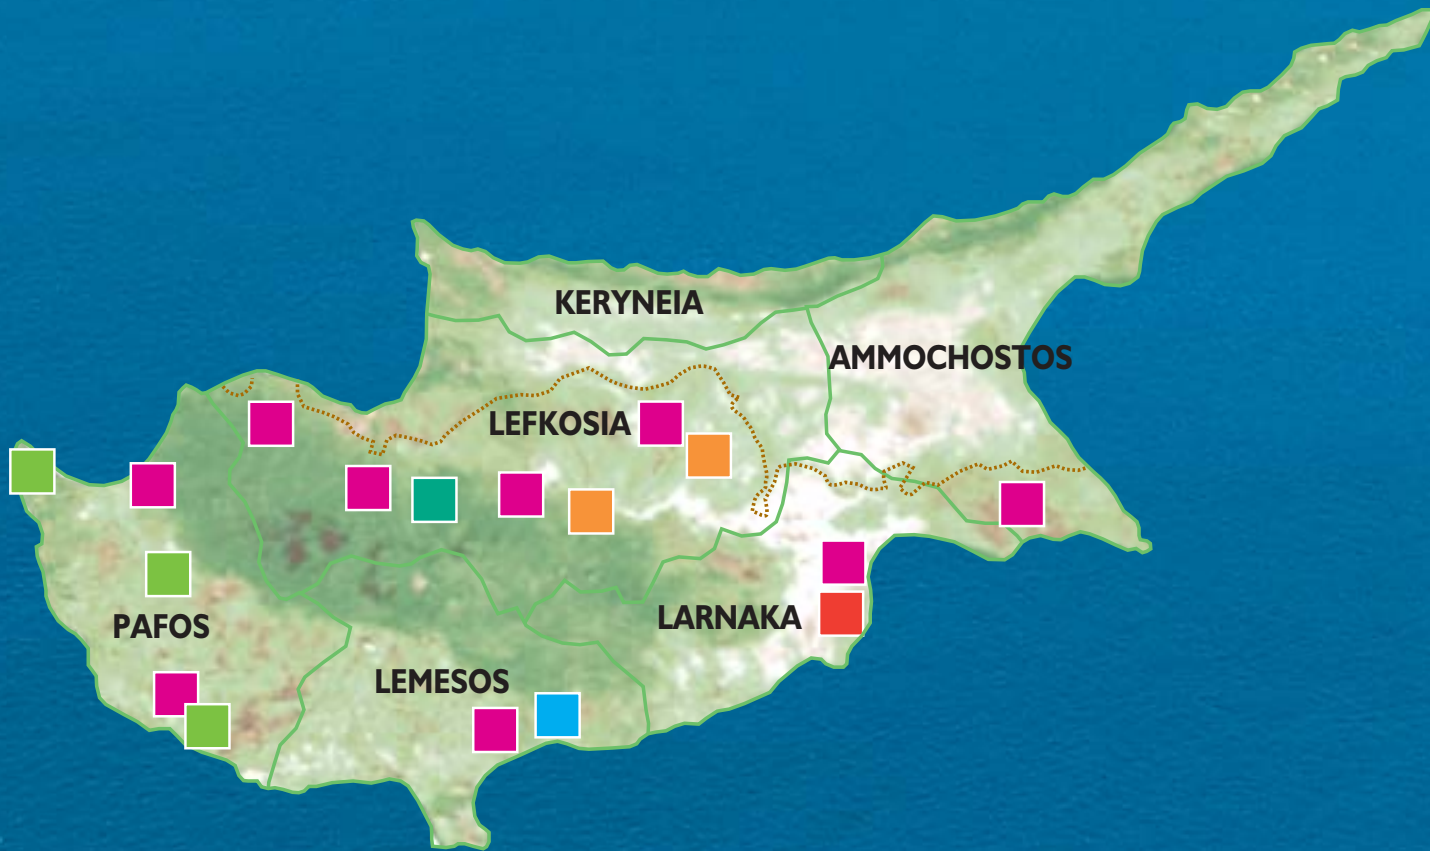 KERYNEIA
AMMOCHOSTOS
LEFKOSIA
LARNAKA
PAFOS
LEMESOS